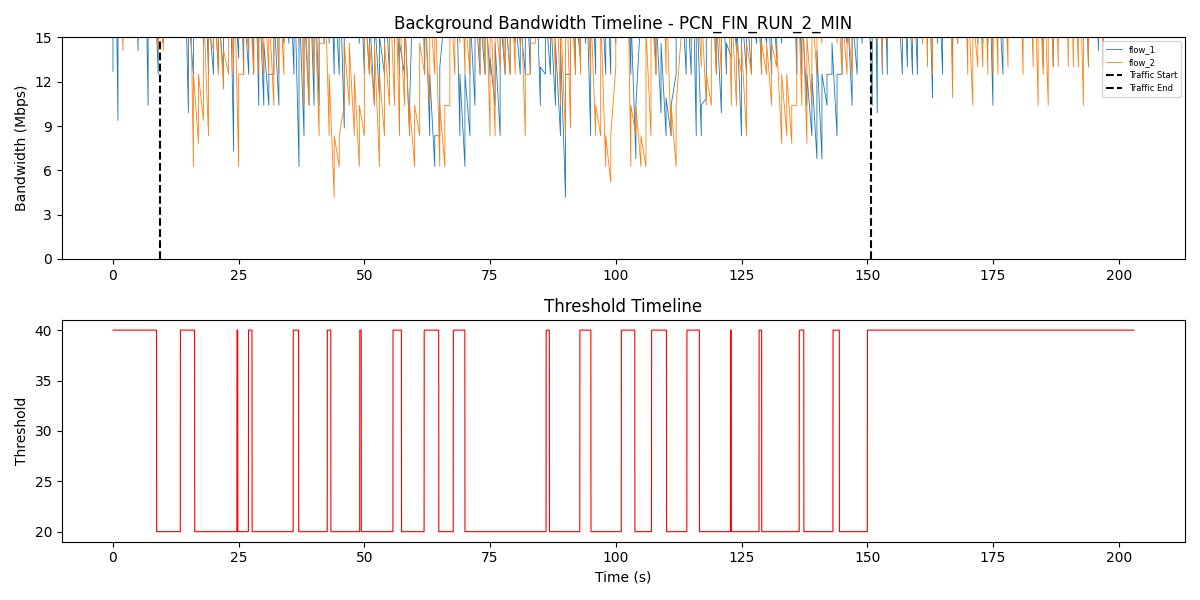 Background Bandwidth Timeline - PCN_FIN_RUN_2_MIN
Bandwidth (Mbps)
15
12
9
6
3
0
flow_1
flow_2
Traffic Start
Traffic End
0 25 50 75 100 125 150 175 200
Threshold Timeline
Threshold
40
35
30
25
20
0 25 50 75 100 125 150 175 200
Time (s)